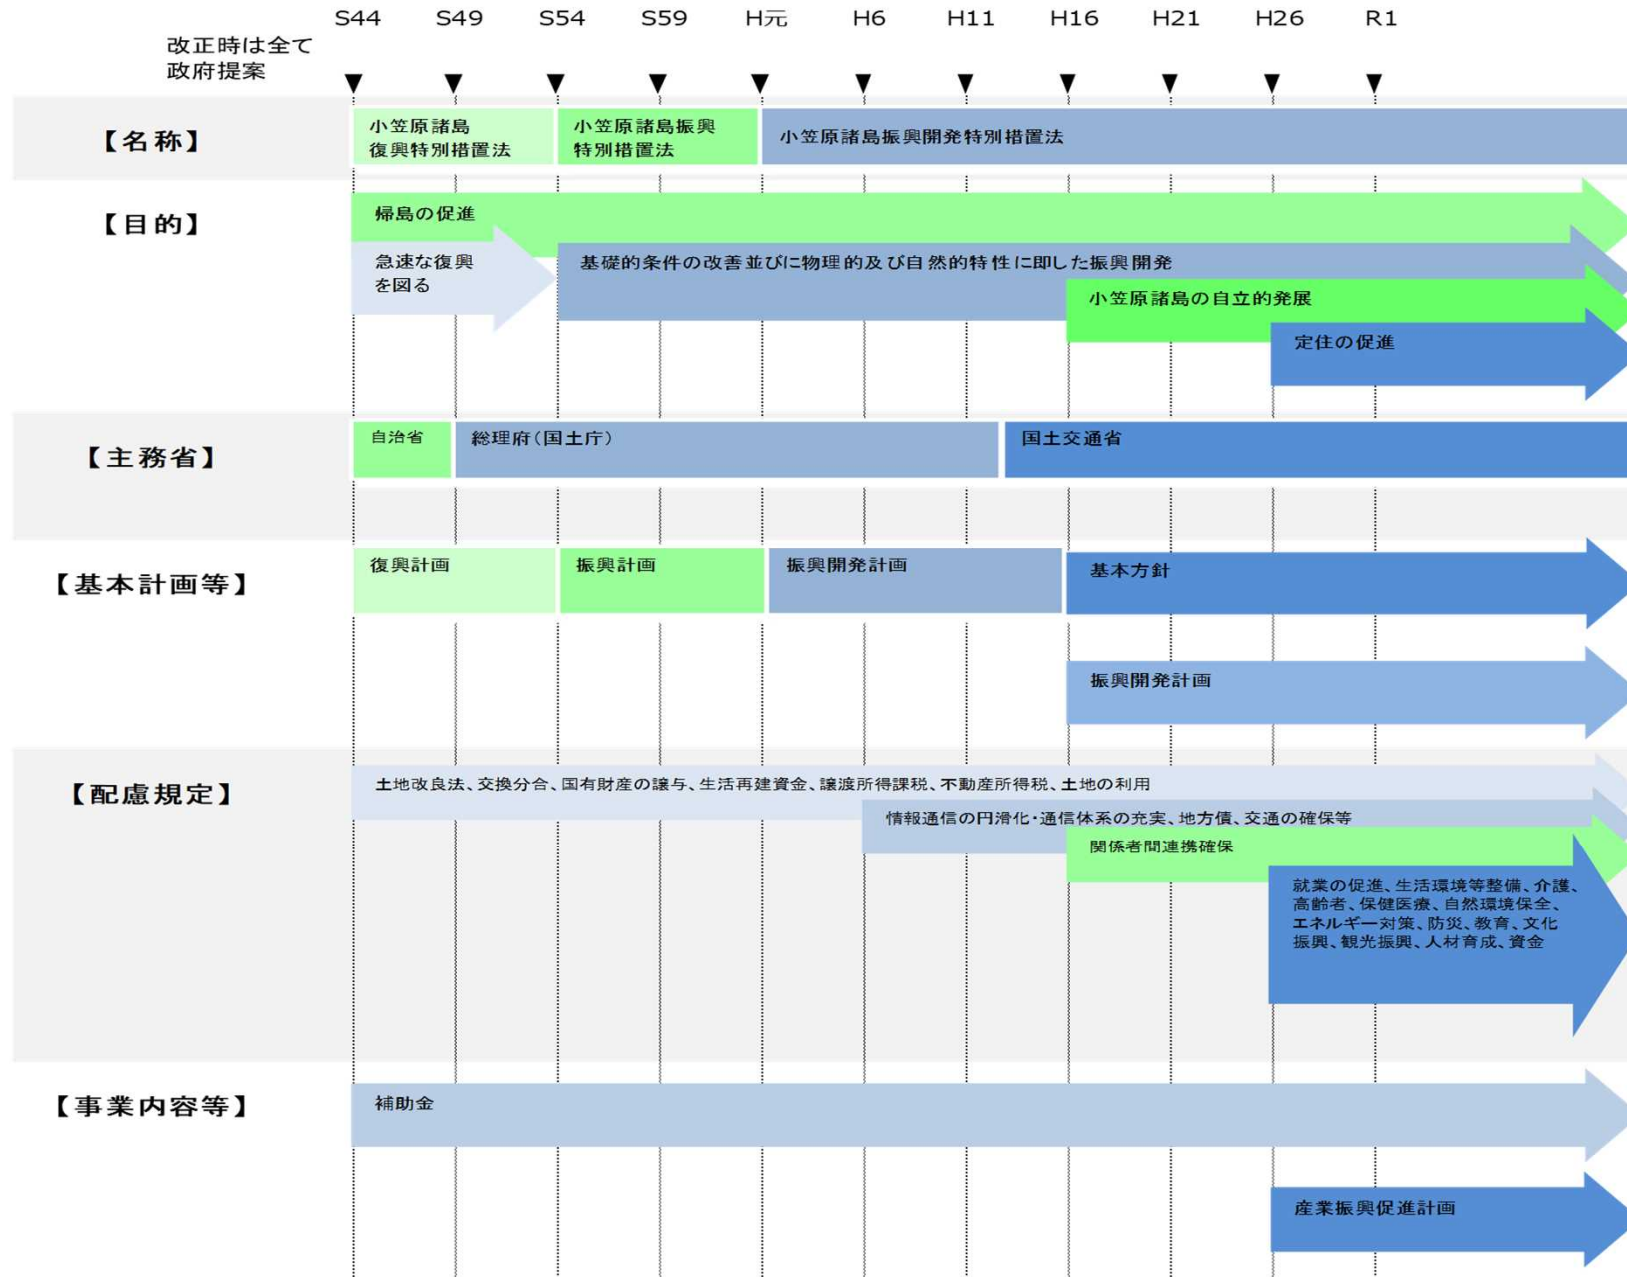 S44 S49 S54 S59 H元 H6 H11 H16 H21 H26 R1
改正時は全て
政府提案
【名称】
小笠原諸島
復興特別措置法
小笠原諸島振興
特別措置法
小笠原諸島振興開発特別措置法
【目的】
帰島の促進
急速な復興
を図る
基礎的条件の改善並びに物理的及び自然的特性に即した振興開発
小笠原諸島の自立的発展
定住の促進
【主務省】
自治省
総理府(国土庁)
国土交通省
【基本計画等】
復興計画
振興計画
振興開発計画
基本方針
振興開発計画
【配慮規定】
土地改良法、交換分合、国有財産の譲与、生活再建資金、譲渡所得課税、不動産所得税、土地の利用
情報通信の円滑化・通信体系の充実、地方債、交通の確保等
関係者間連携確保
就業の促進、生活環境等整備、介護、
高齢者、保健医療、自然環境保全、
エネルギー対策、防災、教育、文化
振興、観光振興、人材育成、資金
【事業内容等】
補助金
産業振興促進計画